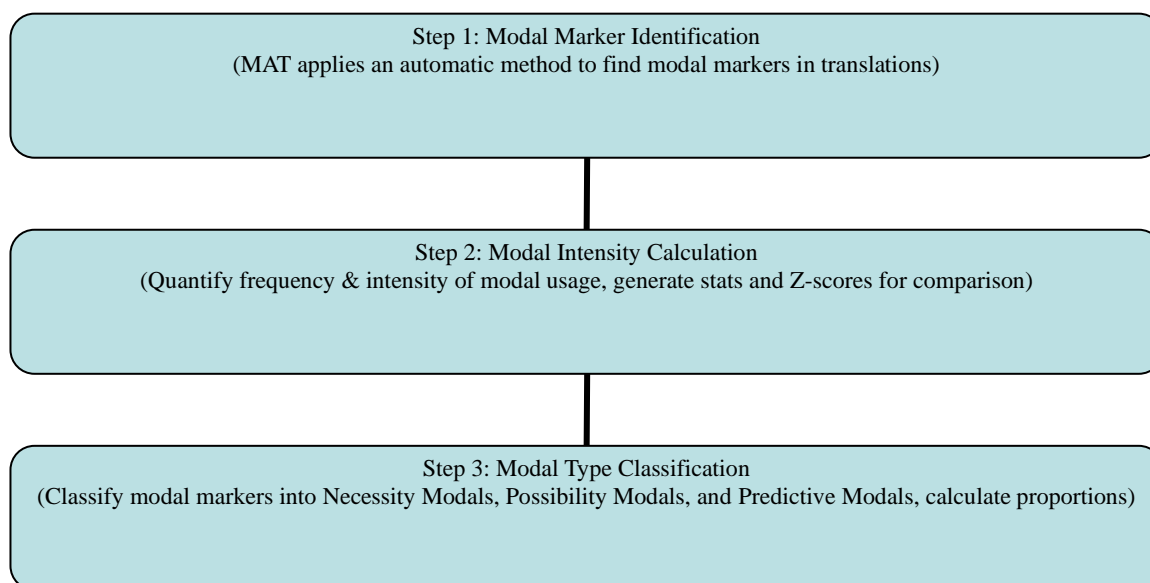 Step 1: Modal Marker Identification
(MAT applies an automatic method to find modal markers in translations)
Step 2: Modal Intensity Calculation
(Quantify frequency & intensity of modal usage, generate stats and Z-scores for comparison)
Step 3: Modal Type Classification
(Classify modal markers into Necessity Modals, Possibility Modals, and Predictive Modals, calculate proportions)